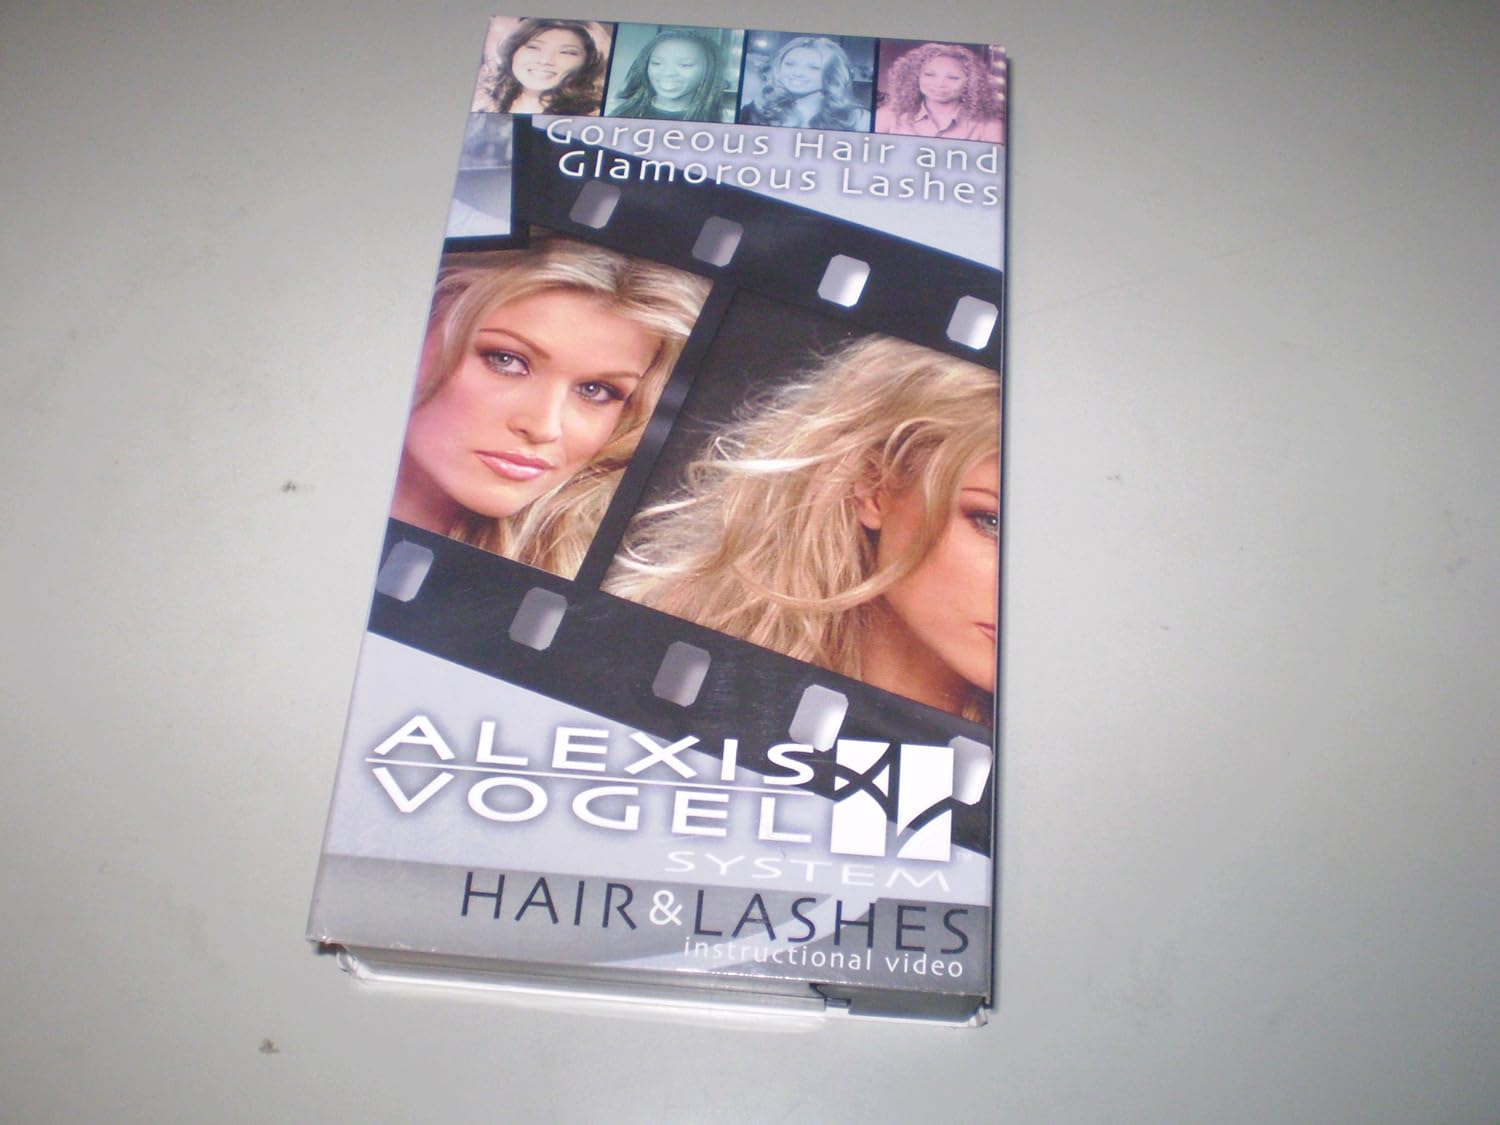 Gorgeous Hair and
Glamorous Lashes
ALEXIS
VOGEL
SYSTEM
HAIR & LASHES
instructional video